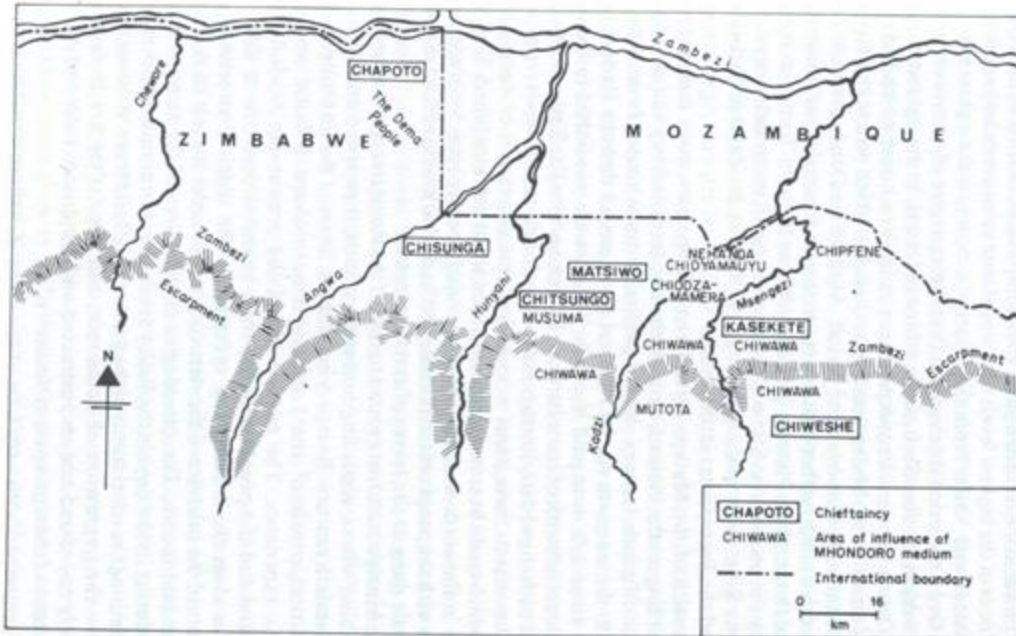 Zambezi
CHAPOTO
Chewore
The Dema
People
ZIMBABWE
MOZAMBIQUE
Zambezi
Escarpment
CHISUNGA
Angwa
NEHANDA
CHIDYAMAUYU
CHIPFENE
MATSIWO
CHIODZA-
MAMERA
Hunyani
CHITSUNGO
Msengezi
MUSUMA
KASEKETE
CHIWAWA
CHIWAWA
Zambezi
Escarpment
CHIWAWA
CHIWAWA
N
Kadzi
MUTOTA
CHIWESHE
CHAPOTO Chieftaincy
CHIWAWA Area of influence of
MHONDORO medium
International boundary
0 16
km